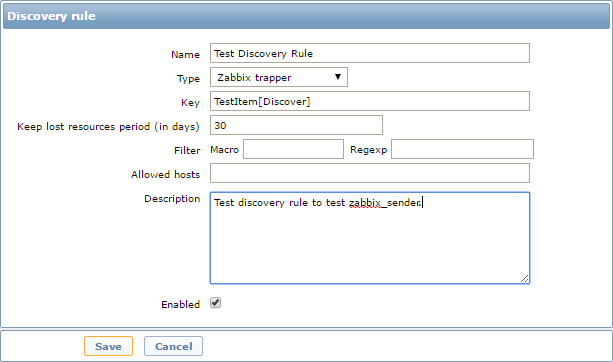 Discovery rule
Name Test Discovery Rule
Type Zabbix trapper
Key TestItem[Discover]
Keep lost resources period (in days) 30
Filter Macro Regexp
Allowed hosts
Description Test discovery rule to test zabbix_sender.
Enabled
Save Cancel